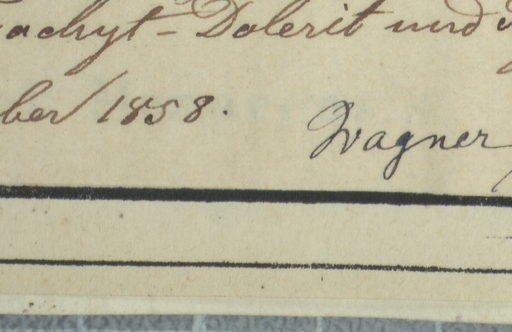 achyt - Dolerit und
ber 1858.
Wagner